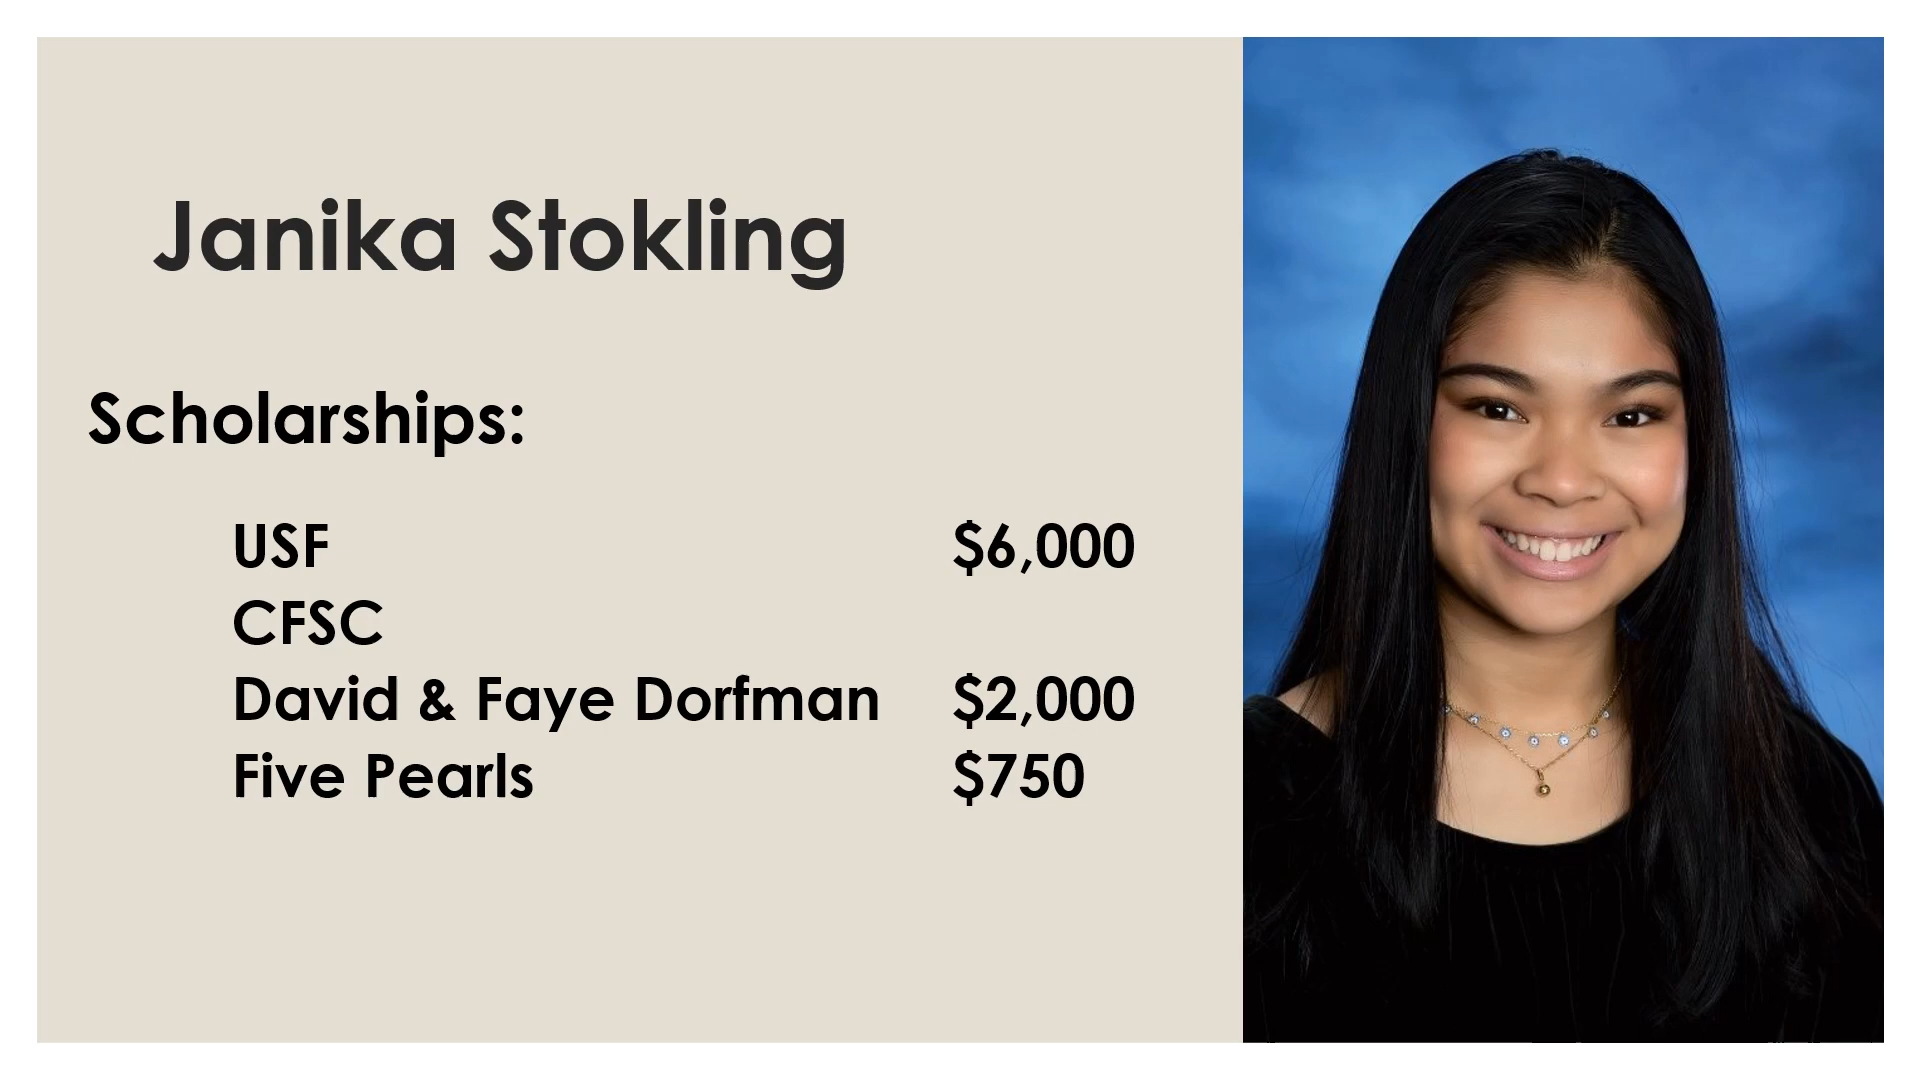 Janika Stokling
Scholarships:
USF $6,000
CFSC
David & Faye Dorfman $2,000
Five Pearls $750